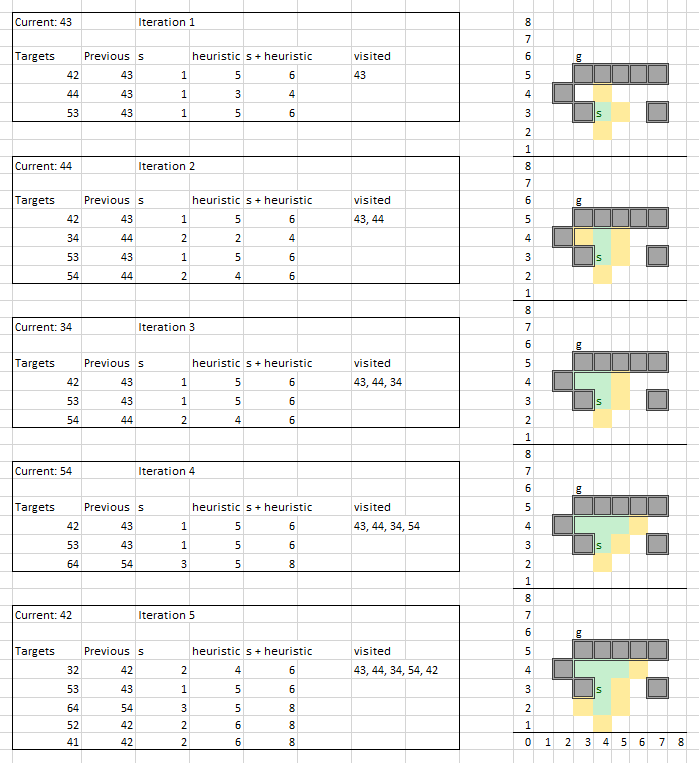 Current: 43 Iteration 1 8
7
Targets Previous s heuristic s + heuristic visited 6 g
42 43 1 5 6 43 5
44 43 1 3 4 4
53 43 1 5 6 3 s
2
1
Current: 44 Iteration 2 8
7
Targets Previous s heuristic s + heuristic visited 6 g
42 43 1 5 6 43, 44 5
34 44 2 2 4 4
53 43 1 5 6 3 s
54 44 2 4 6 2
1
8
Current: 34 Iteration 3 7
6 g
Targets Previous s heuristic s + heuristic visited 5
42 43 1 5 6 43, 44, 34 4
53 43 1 5 6 3 s
54 44 2 4 6 2
1
8
Current: 54 Iteration 4 7
6 g
Targets Previous s heuristic s + heuristic visited 5
42 43 1 5 6 43, 44, 34, 54 4
53 43 1 5 6 3 s
64 54 3 5 8 2
1
8
Current: 42 Iteration 5 7
6 g
Targets Previous s heuristic s + heuristic visited 5
32 42 2 4 6 43, 44, 34, 54, 42 4
53 43 1 5 6 3 s
64 54 3 5 8 2
52 42 2 6 8 1
41 42 2 6 8 0 1 2 3 4 5 6 7 8